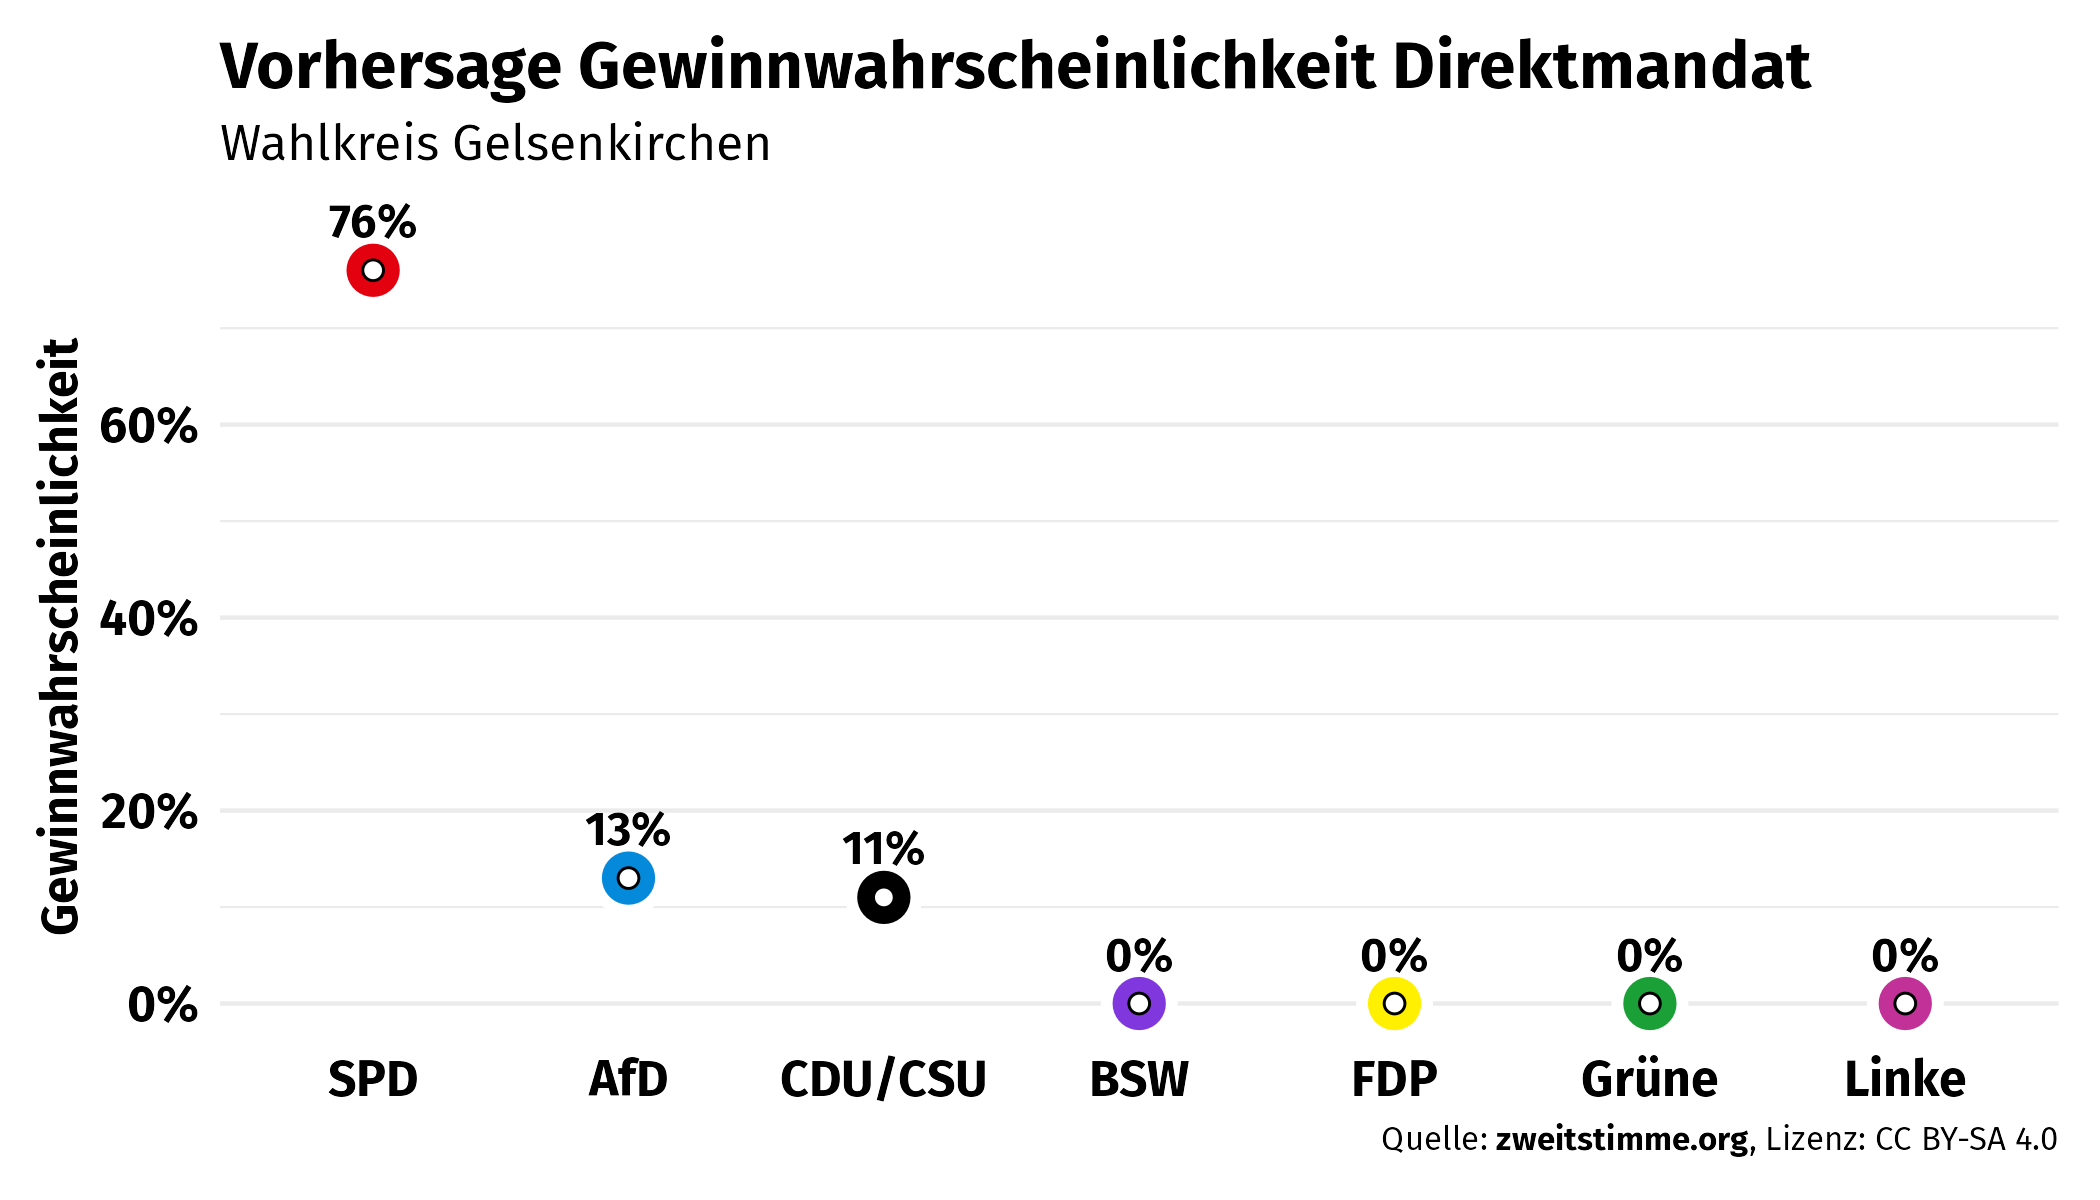 Vorhersage Gewinnwahrscheinlichkeit Direktmandat
Wahlkreis Gelsenkirchen
Gewinnwahrscheinlichkeit
60%
40%
20%
0%
76%
13%
11%
0%
0%
0%
0%
SPD
AfD
CDU/CSU
BSW
FDP
Grüne
Linke
Quelle: zweitstimme.org, Lizenz: CC BY-SA 4.0